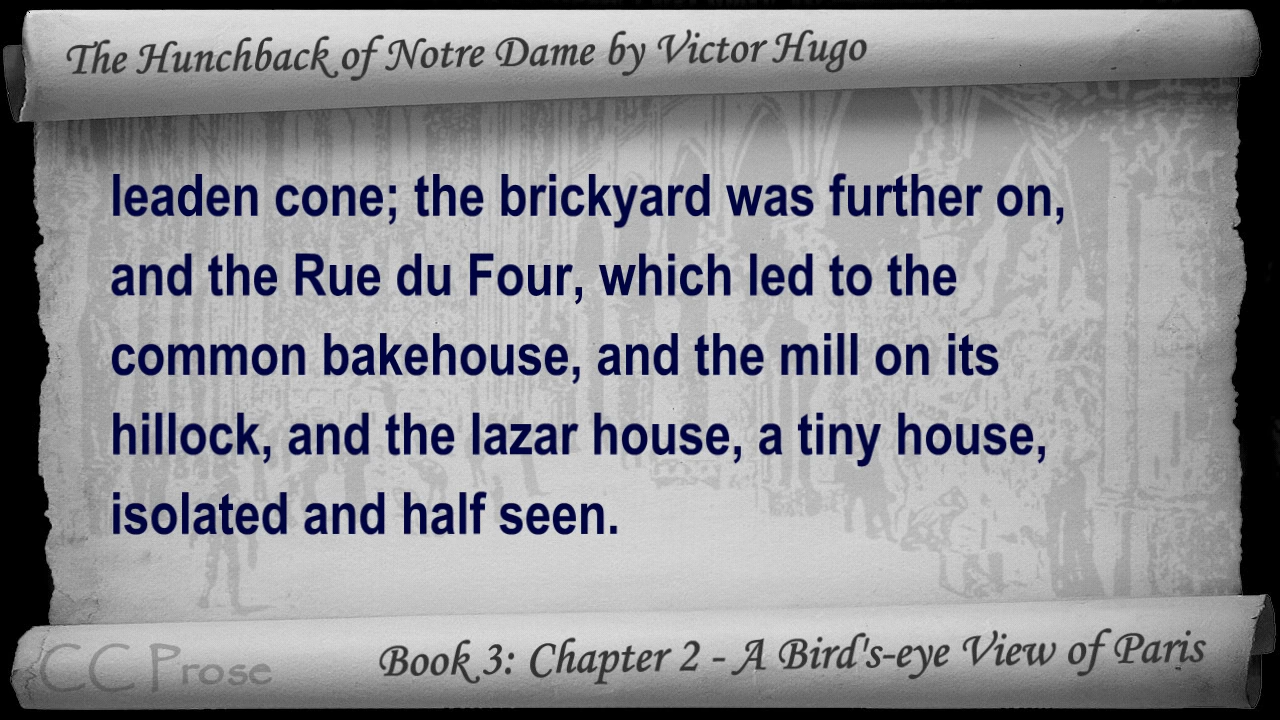 The Hunchback of Notre Dame by Victor Hugo
leaden cone; the brickyard was further on,
and the Rue du Four, which led to the
common bakehouse, and the mill on its
hillock, and the lazar house, a tiny house,
isolated and half seen.
CC Prose
Book 3: Chapter 2 - A Bird's-eye View of Paris